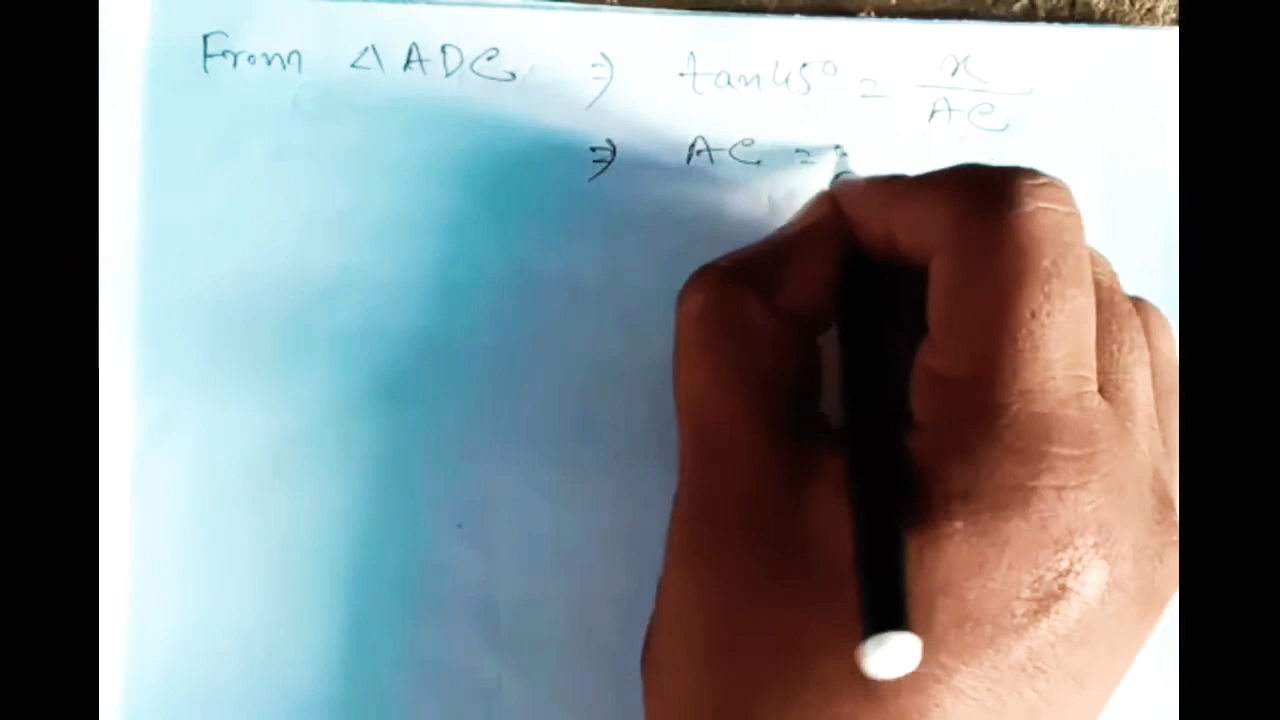 From △ADC ⇒ tan45° = x/AC
⇒ AC =